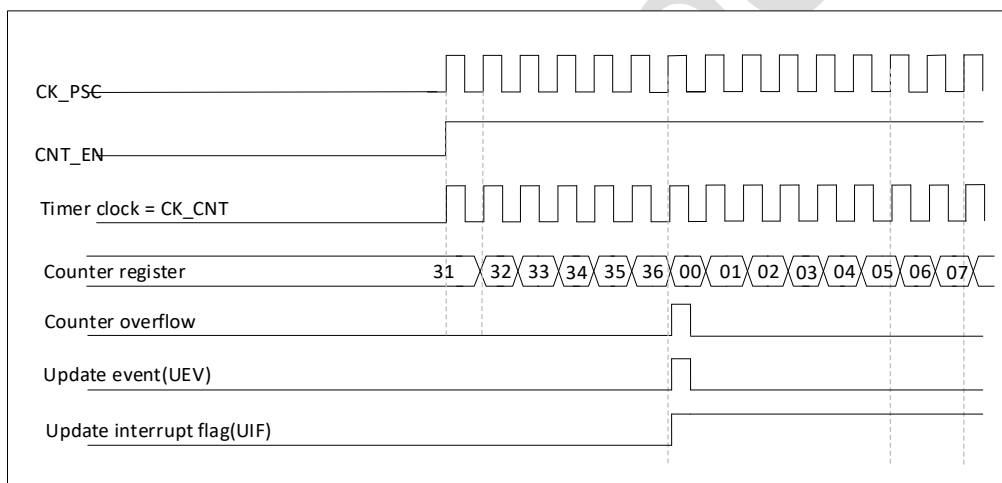 CK_PSC
CNT_EN
Timer clock = CK_CNT
Counter register 31 32 33 34 35 36 00 01 02 03 04 05 06 07
Counter overflow
Update event(UEV)
Update interrupt flag(UIF)